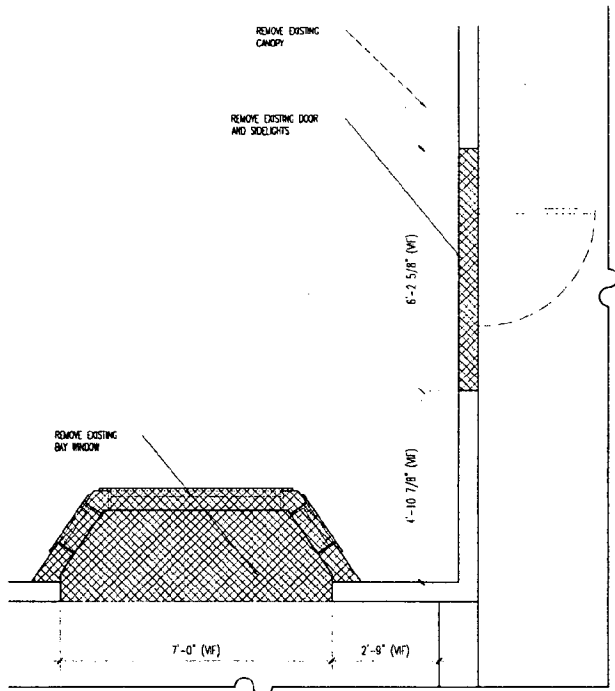 REMOVE EXISTING
CANOPY
REMOVE EXISTING DOOR
AND SIDELIGHTS
6'-2 5/8" (VIF)
4'-10 7/8" (VIF)
REMOVE EXISTING
BAY WINDOW
7'-0" (VIF)
2'-9" (VIF)